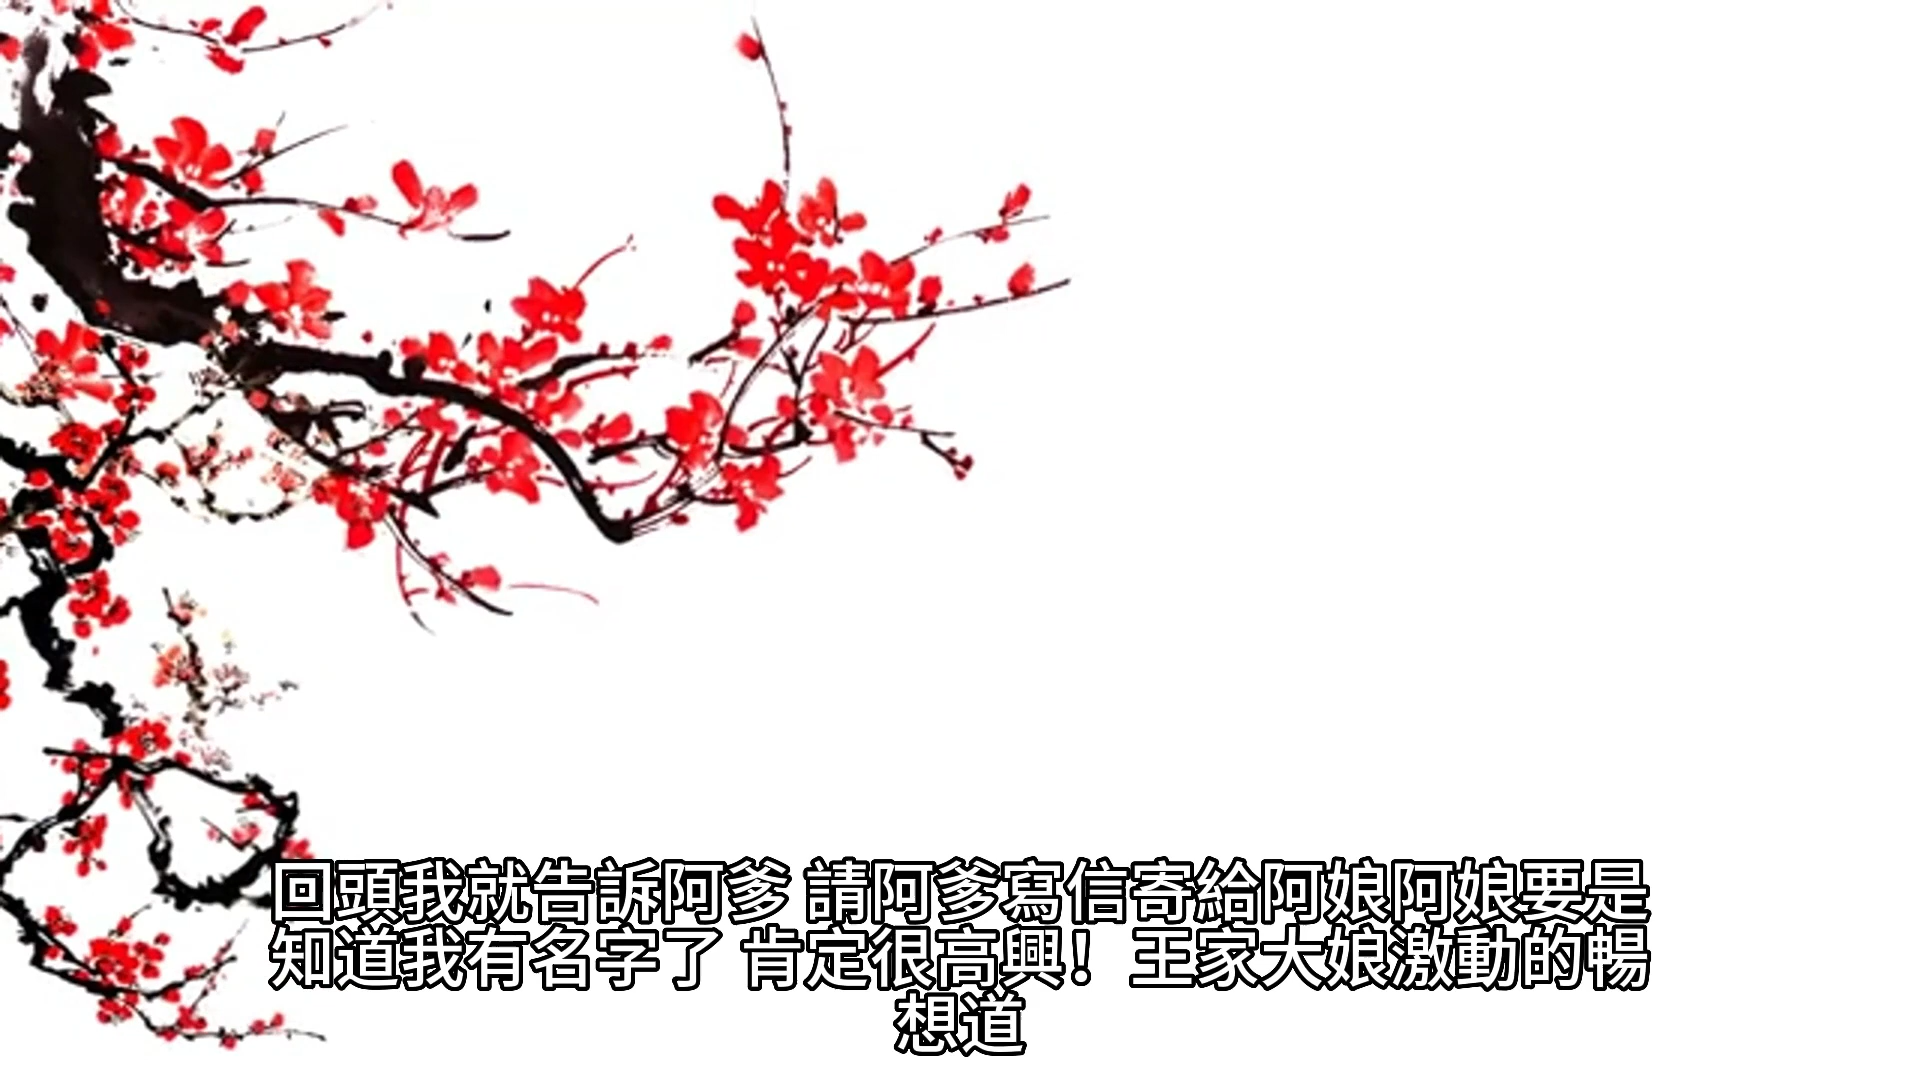 回頭我就告訴阿爹 請阿爹寫信寄給阿娘阿娘要是
知道我有名字了 肯定很高興！王家大娘激動的暢
想道